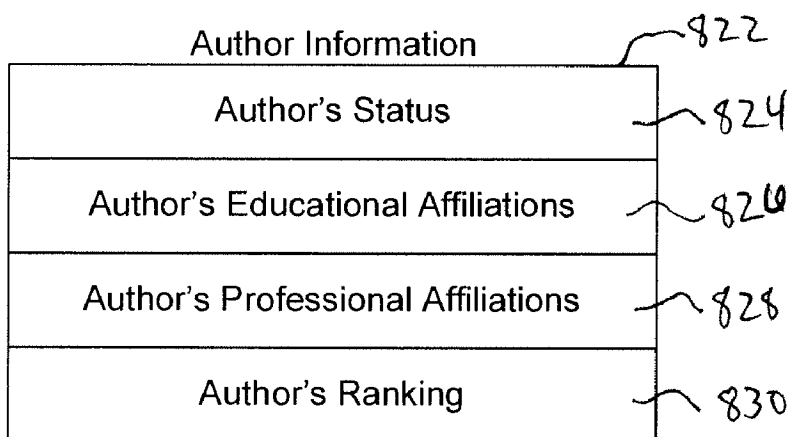 Author Information 822
Author's Status 824
Author's Educational Affiliations 826
Author's Professional Affiliations 828
Author's Ranking 830